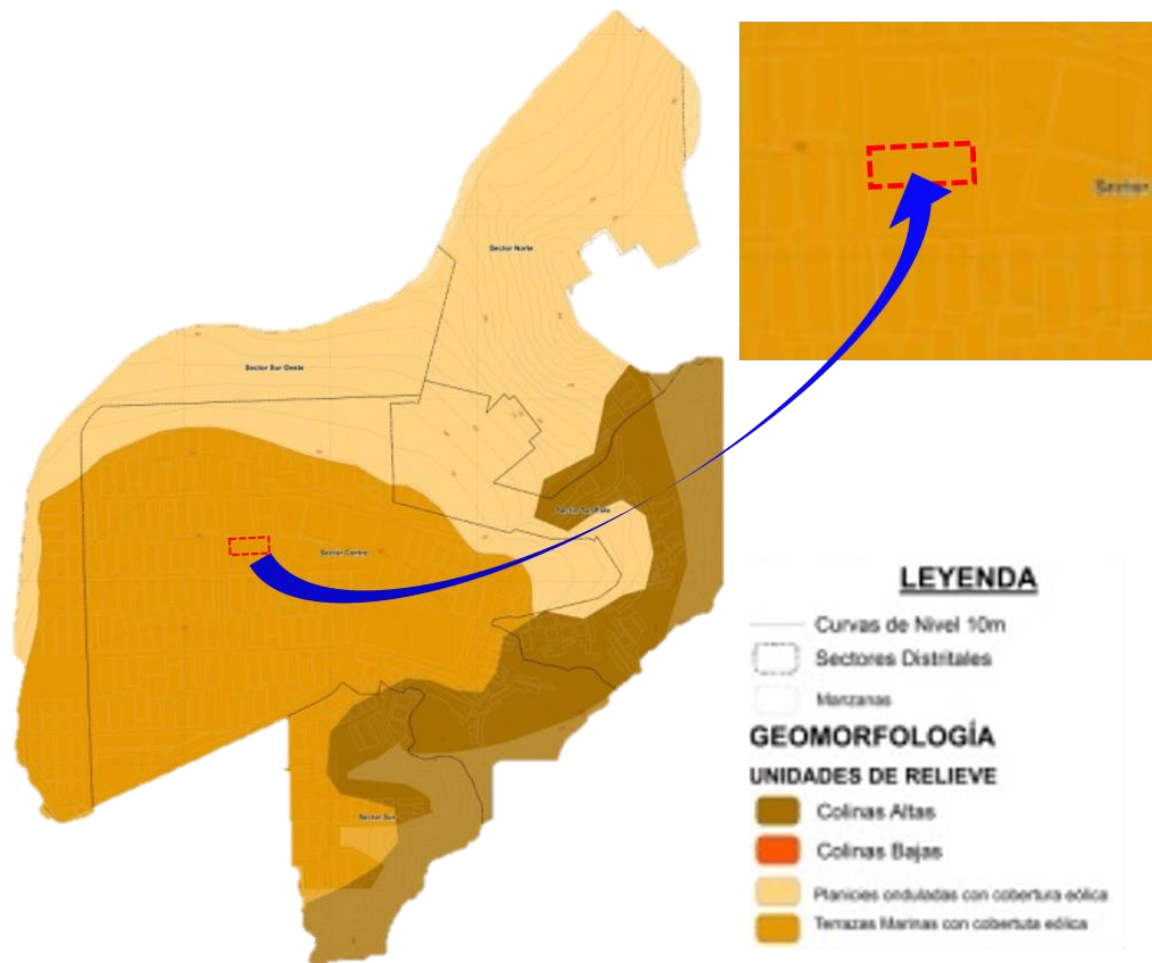 Sector Norte
Sector
Sector Sur Oeste
Sector Centro
Sector Sur
LEYENDA
Curvas de Nivel 10m
Sectores Distritales
Manzanas
GEOMORFOLOGÍA
UNIDADES DE RELIEVE
Colinas Altas
Colinas Bajas
Planicies onduladas con cobertura eólica
Terrazas Marinas con cobertuta eólica